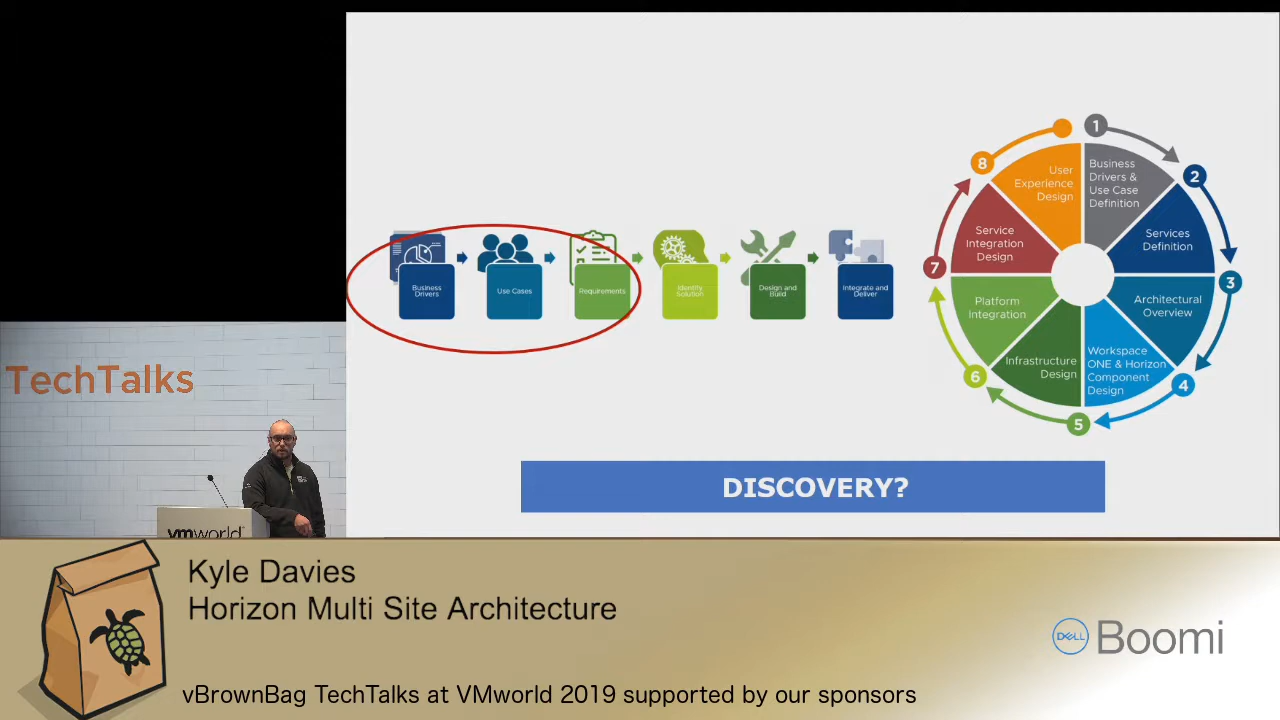 Business
Drivers
Use Cases
Requirements
Identity
Solution
Design and
Build
Integrate and
Deliver
1
Business
Drivers &
Use Case
Definition
2
Services
Definition
3
Architectural
Overview
4
Workspace
ONE & Horizon
Component
Design
5
Infrastructure
Design
6
Platform
Integration
7
Service
Integration
Design
8
User
Experience
Design
DISCOVERY?
TechTalks
vmworld
Kyle Davies
Horizon Multi Site Architecture
DELL Boomi
vBrownBag TechTalks at VMworld 2019 supported by our sponsors